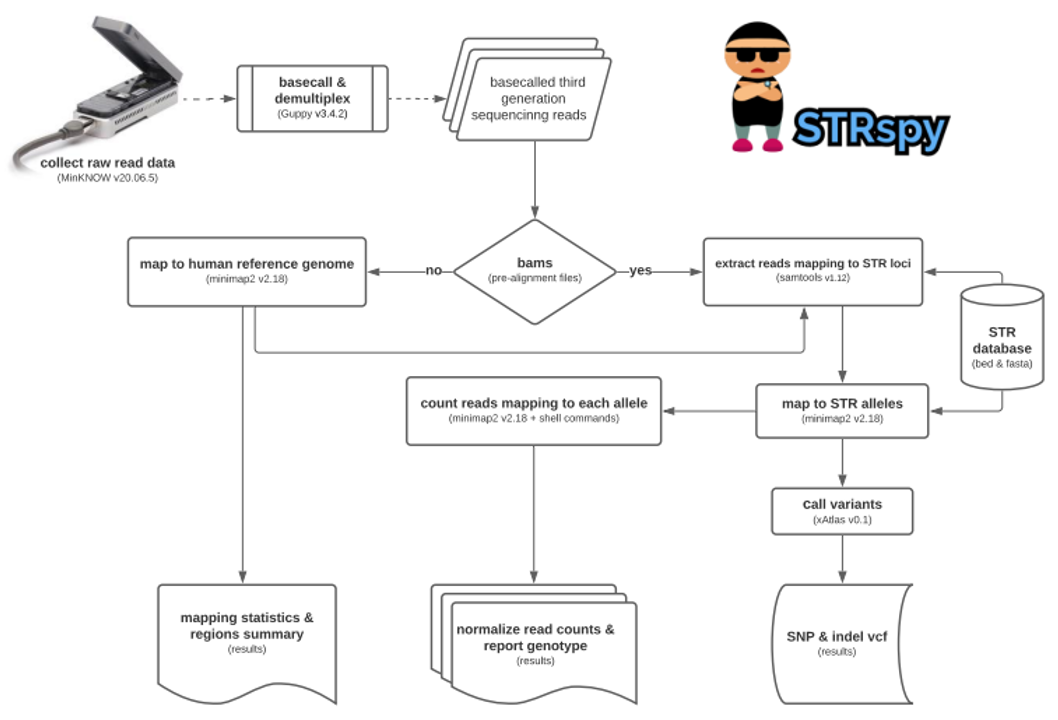 basecall &
demultiplex
(Guppy v3.4.2)
basecalled third
generation
sequencinng reads
STRspy
collect raw read data
(MinKNOW v20.06.5)
map to human reference genome
(minimap2 v2.18)
no
bams
(pre-alignment files)
yes
extract reads mapping to STR loci
(samtools v1.12)
STR
database
(bed & fasta)
count reads mapping to each allele
(minimap2 v2.18 + shell commands)
map to STR alleles
(minimap2 v2.18)
call variants
(xAtlas v0.1)
mapping statistics &
regions summary
(results)
normalize read counts &
report genotype
(results)
SNP & indel vcf
(results)